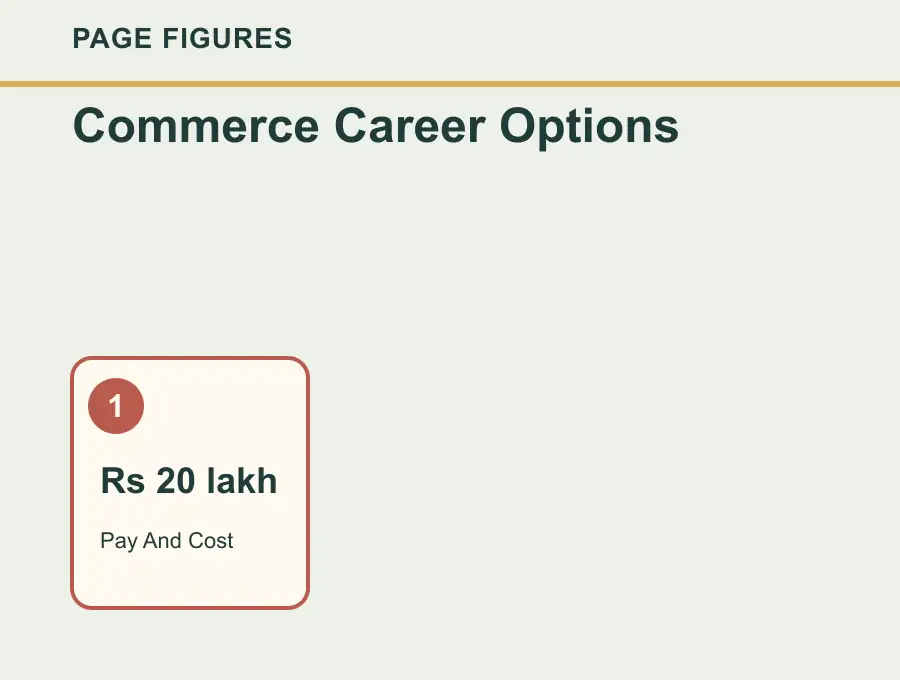 PAGE FIGURES
Commerce Career Options
1
Rs 20 lakh
Pay And Cost